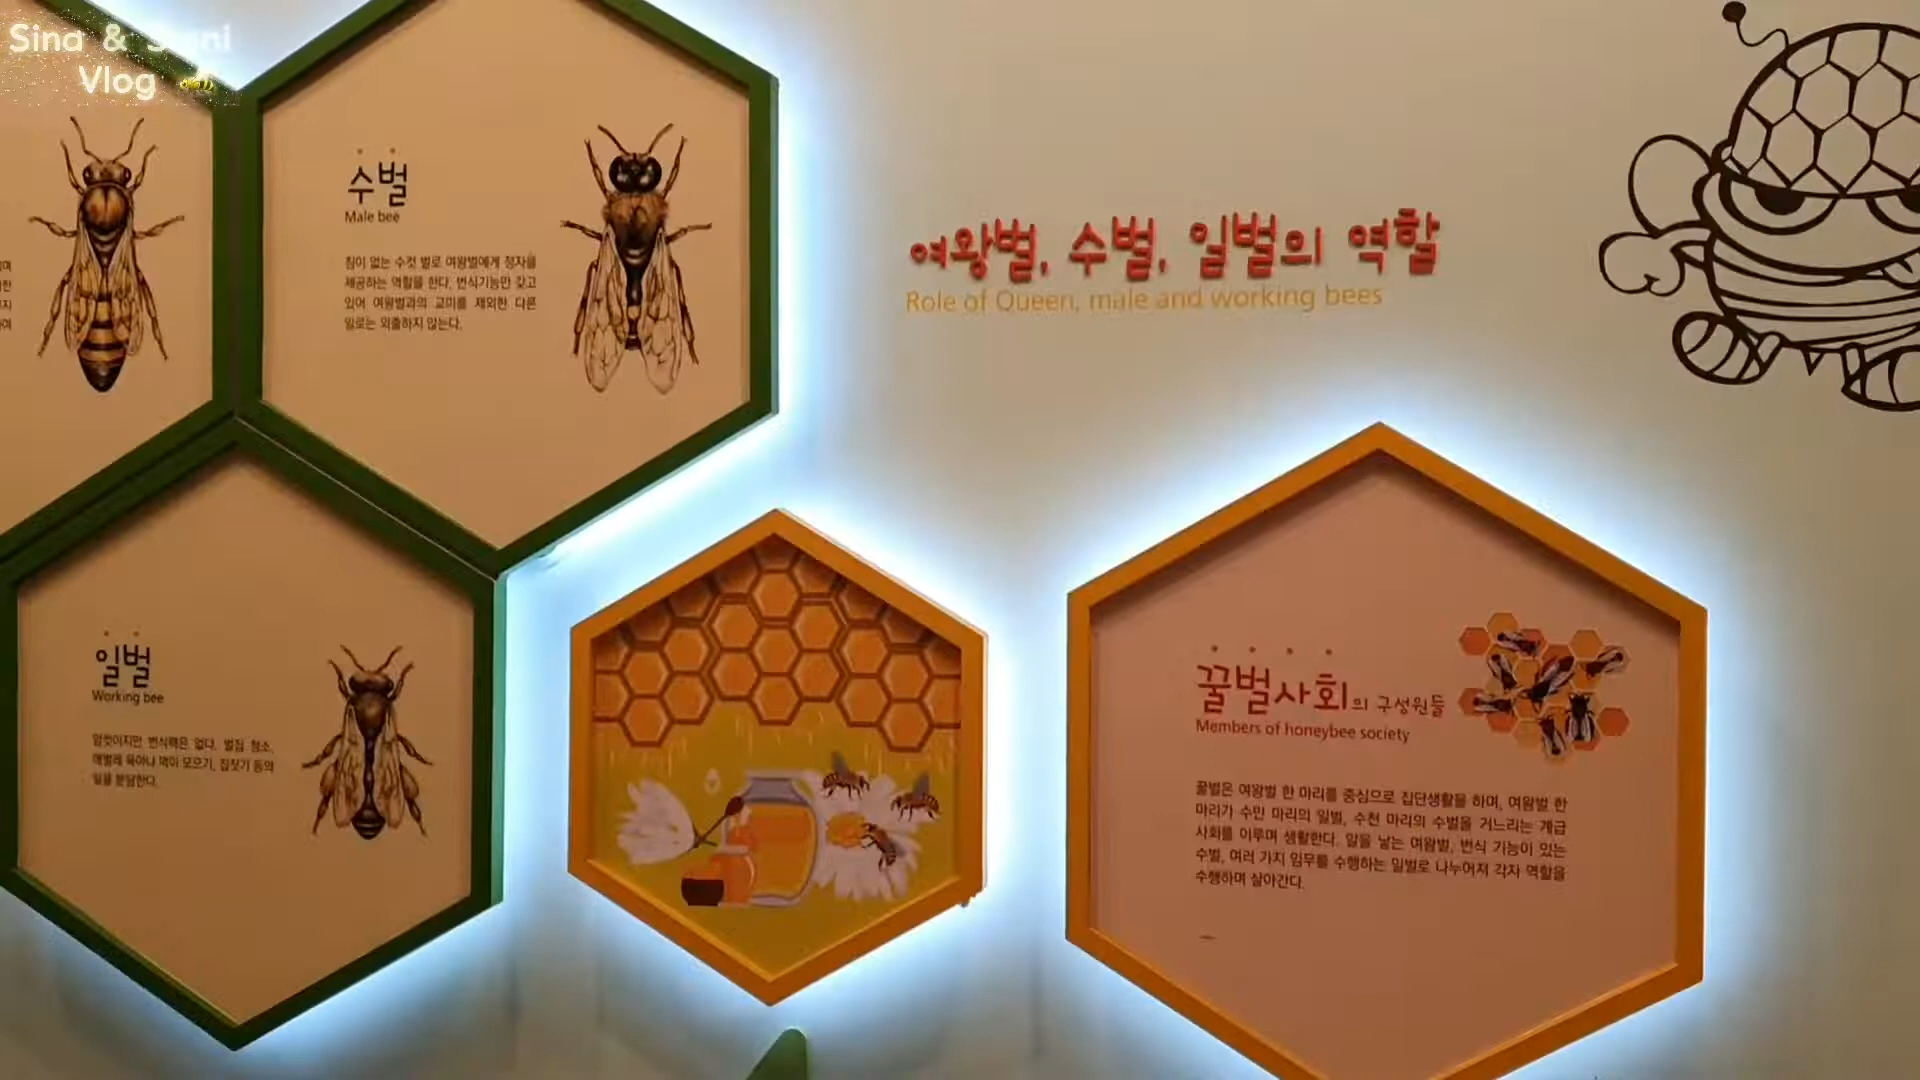 Sina &
Vlog
수벌
Male bee
침이 없는 수컷 벌로 여왕벌에게 정자를
제공하는 역할을 한다. 번식기능만 갖고
있어 여왕벌과의 교미를 제외한 다른
일로는 외출하지 않는다.
여왕벌, 수벌, 일벌의 역할
Role of Queen, male and working bees
일벌
Working bee
암컷이지만 번식력은 없다. 벌집 청소,
애벌레 육아나 먹이 모으기, 집짓기 등의
일을 분담한다.
꿀벌사회의 구성원들
Members of honeybee society
꿀벌은 여왕벌 한 마리를 중심으로 집단생활을 하며, 여왕벌 한
마리가 수만 마리의 일벌, 수천 마리의 수벌을 거느리는 계급
사회를 이루며 생활한다. 알을 낳는 여왕벌, 번식 기능이 있는
수벌, 여러 가지 임무를 수행하는 일벌로 나누어져 각자 역할을
수행하며 살아간다.